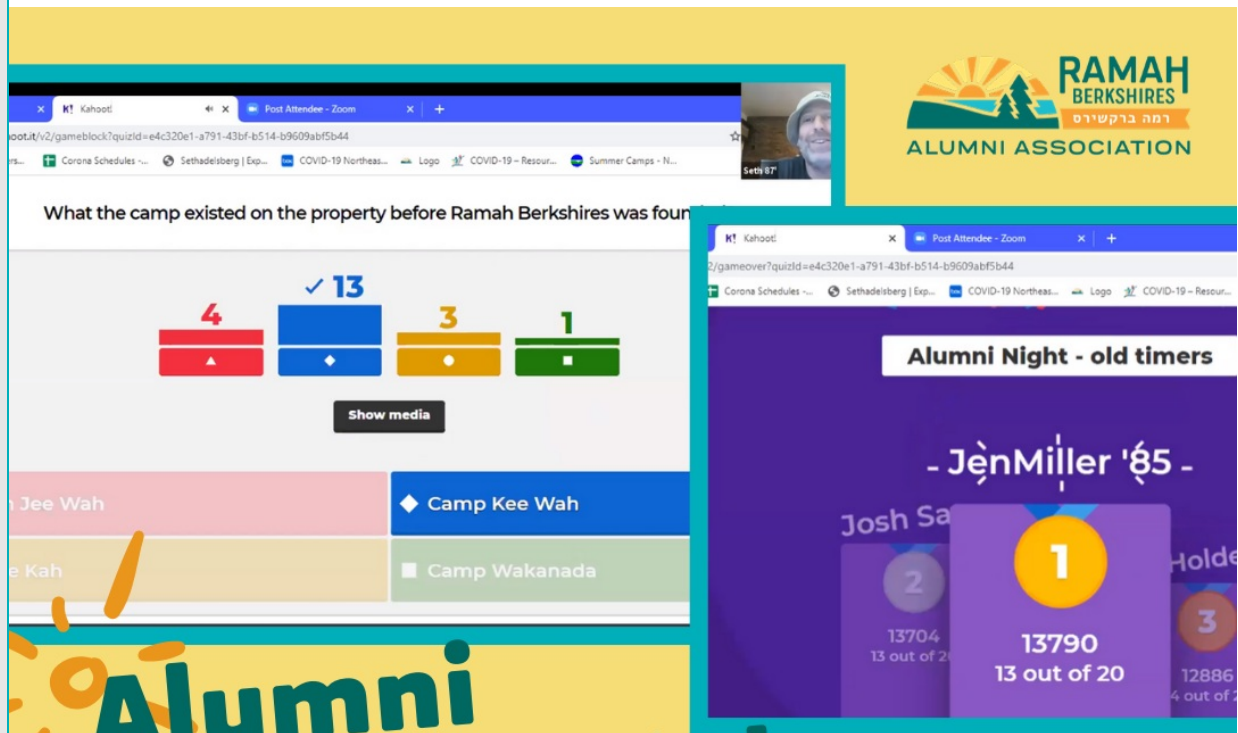 RAMAH
BERKSHIRES
רמה ברקשירס
ALUMNI ASSOCIATION
K! Kahoot!
Post Attendee - Zoom
oot.it/v2/gameblock?quizId=e4c320e1-a791-43bf-b514-b9609abf5b44
Corona Schedules -...
Sethadelsberg | Exp...
COVID-19 Northeas...
Logo
COVID-19 – Resour...
Summer Camps - N...
Seth 87'
What the camp existed on the property before Ramah Berkshires was foun
4
13
3
1
Show media
Jee Wah
Camp Kee Wah
Kah
Camp Wakanada
K! Kahoot!
Post Attendee - Zoom
2/gameover?quizId=e4c320e1-a791-43bf-b514-b9609abf5b44
Corona Schedules -...
Sethadelsberg | Exp...
COVID-19 Northeas...
Logo
COVID-19 – Resour...
Alumni Night - old timers
- JenMiller '85 -
Josh Sa
Holde
1
2
3
13704
13 out of 2
13790
13 out of 20
12886
4 out of 2
Alumni